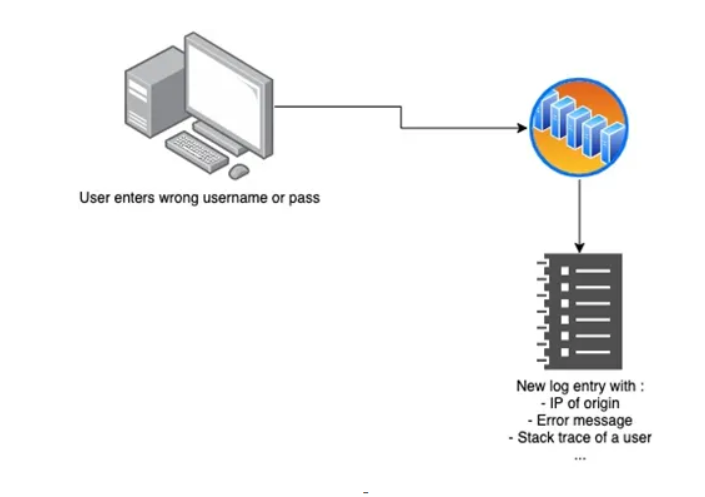 User enters wrong username or pass
New log entry with :
- IP of origin
- Error message
- Stack trace of a user
...
-